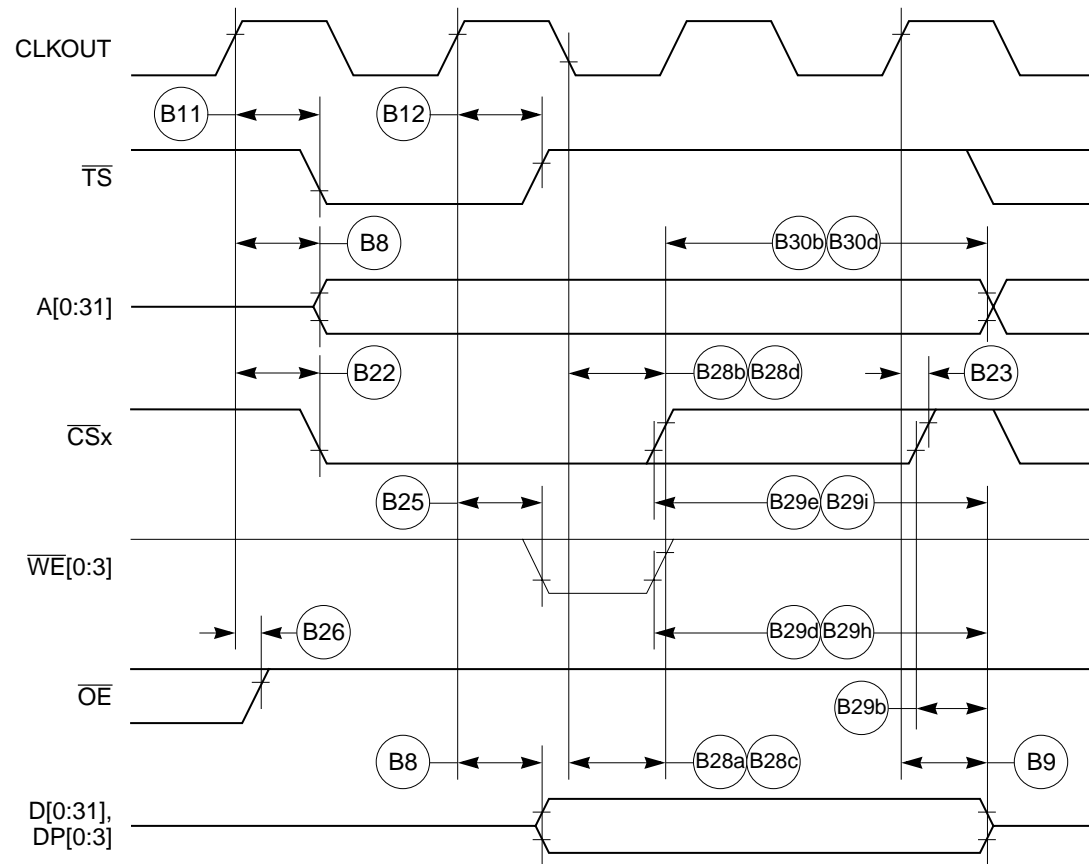 CLKOUT
B11
B12
TS
B8
B30b B30d
A[0:31]
B22
B28b B28d
B23
CSx
B25
B29e B29i
WE[0:3]
B26
B29d B29h
OE
B29b
B8
B28a B28c
B9
D[0:31],
DP[0:3]